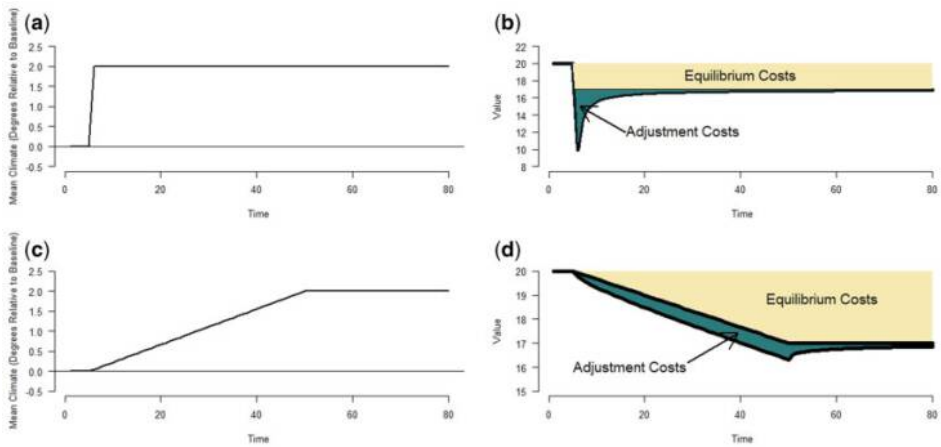 (a)
Mean Climate (Degrees Relative to Baseline)
2.5
2.0
1.5
1.0
0.5
0.0
-0.5
0 20 40 60 80
Time
(b)
Value
22
20
18
16
14
12
10
8
Equilibrium Costs
Adjustment Costs
0 20 40 60 80
Time
(c)
Mean Climate (Degrees Relative to Baseline)
2.5
2.0
1.5
1.0
0.5
0.0
-0.5
0 20 40 60 80
Time
(d)
Value
20
19
18
17
16
15
Equilibrium Costs
Adjustment Costs
0 20 40 60 80
Time